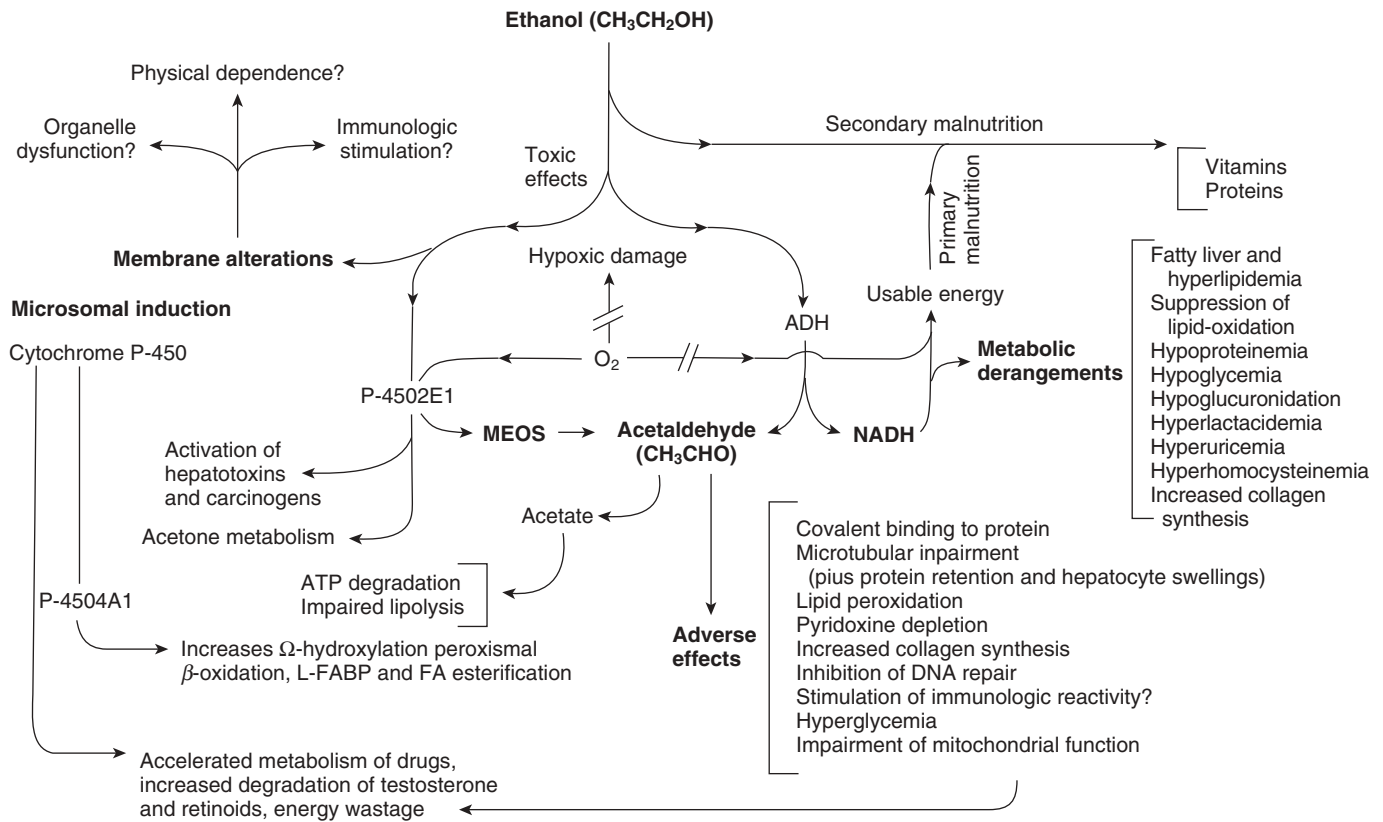 Ethanol (CH₃CH₂OH)
Physical dependence?
Organelle
dysfunction?
Immunologic
stimulation?
Toxic
effects
Secondary malnutrition
Vitamins
Proteins
Primary
malnutrition
Membrane alterations
Hypoxic damage
Usable energy
Microsomal induction
Cytochrome P-450
ADH
O₂
Metabolic
derangements
Fatty liver and
hyperlipidemia
Suppression of
lipid-oxidation
Hypoproteinemia
Hypoglycemia
Hypoglucuronidation
Hyperlactacidemia
Hyperuricemia
Hyperhomocysteinemia
Increased collagen
synthesis
P-4502E1
MEOS
Acetaldehyde
(CH₃CHO)
NADH
Activation of
hepatotoxins
and carcinogens
Acetone metabolism
Acetate
ATP degradation
Impaired lipolysis
P-4504A1
Increases Ω-hydroxylation peroxismal
β-oxidation, L-FABP and FA esterification
Adverse
effects
Covalent binding to protein
Microtubular inpairment
(pius protein retention and hepatocyte swellings)
Lipid peroxidation
Pyridoxine depletion
Increased collagen synthesis
Inhibition of DNA repair
Stimulation of immunologic reactivity?
Hyperglycemia
Impairment of mitochondrial function
Accelerated metabolism of drugs,
increased degradation of testosterone
and retinoids, energy wastage